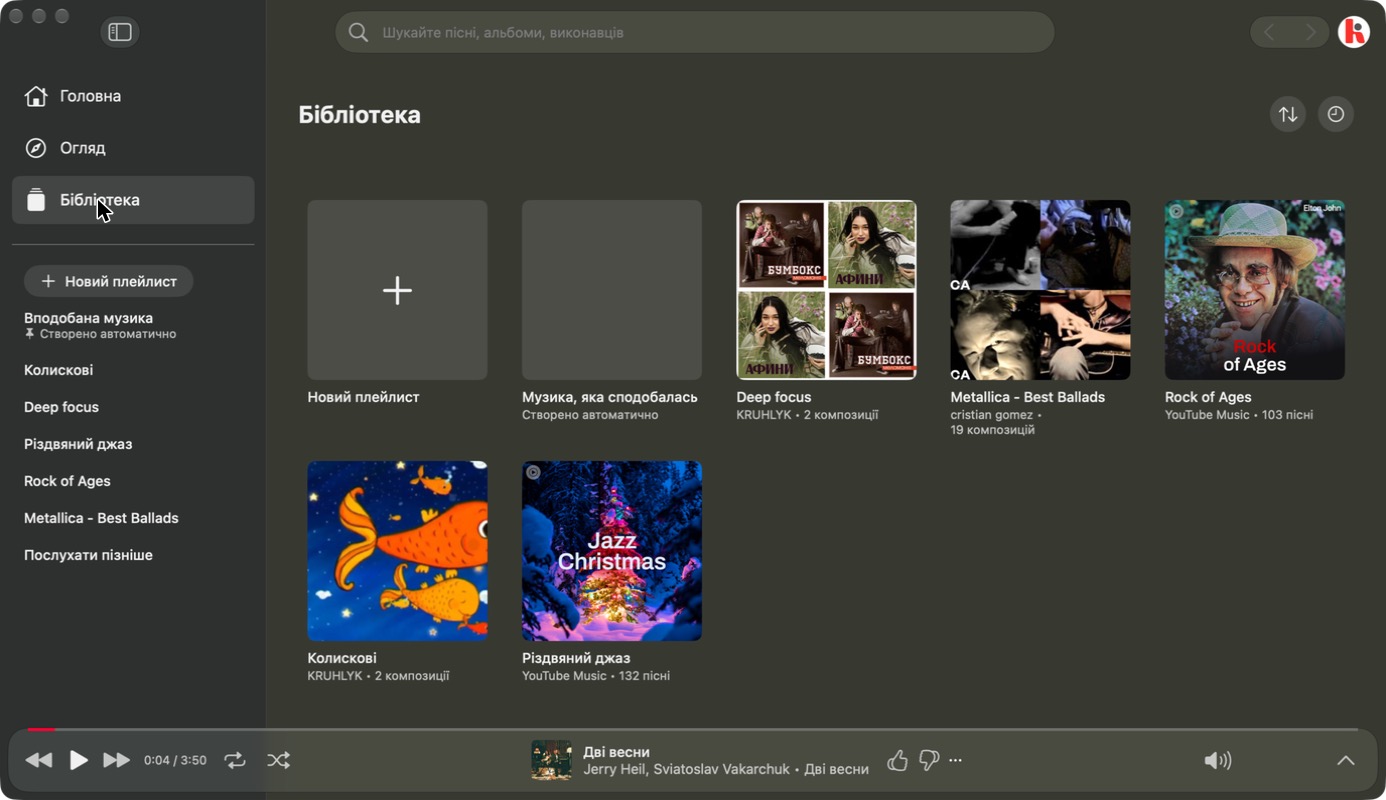 Шукайте пісні, альбоми, виконавців
Головна
Огляд
Бібліотека
Новий плейлист
Вподобана музика
Створено автоматично
Колискові
Deep focus
Різдвяний джаз
Rock of Ages
Metallica - Best Ballads
Послухати пізніше
Бібліотека
Новий плейлист
Музика, яка сподобалась
Створено автоматично
БУМБОКС
АФИНИ
АФИНИ
БУМБОКС
Deep focus
KRUHLYK • 2 композиції
CA
CA
Metallica - Best Ballads
cristian gomez •
19 композицій
Elton John
Rock
of Ages
Rock of Ages
YouTube Music • 103 пісні
Колискові
KRUHLYK • 2 композиції
Jazz
Christmas
Різдвяний джаз
YouTube Music • 132 пісні
0:04 / 3:50
Дві весни
Jerry Heil, Sviatoslav Vakarchuk • Дві весни